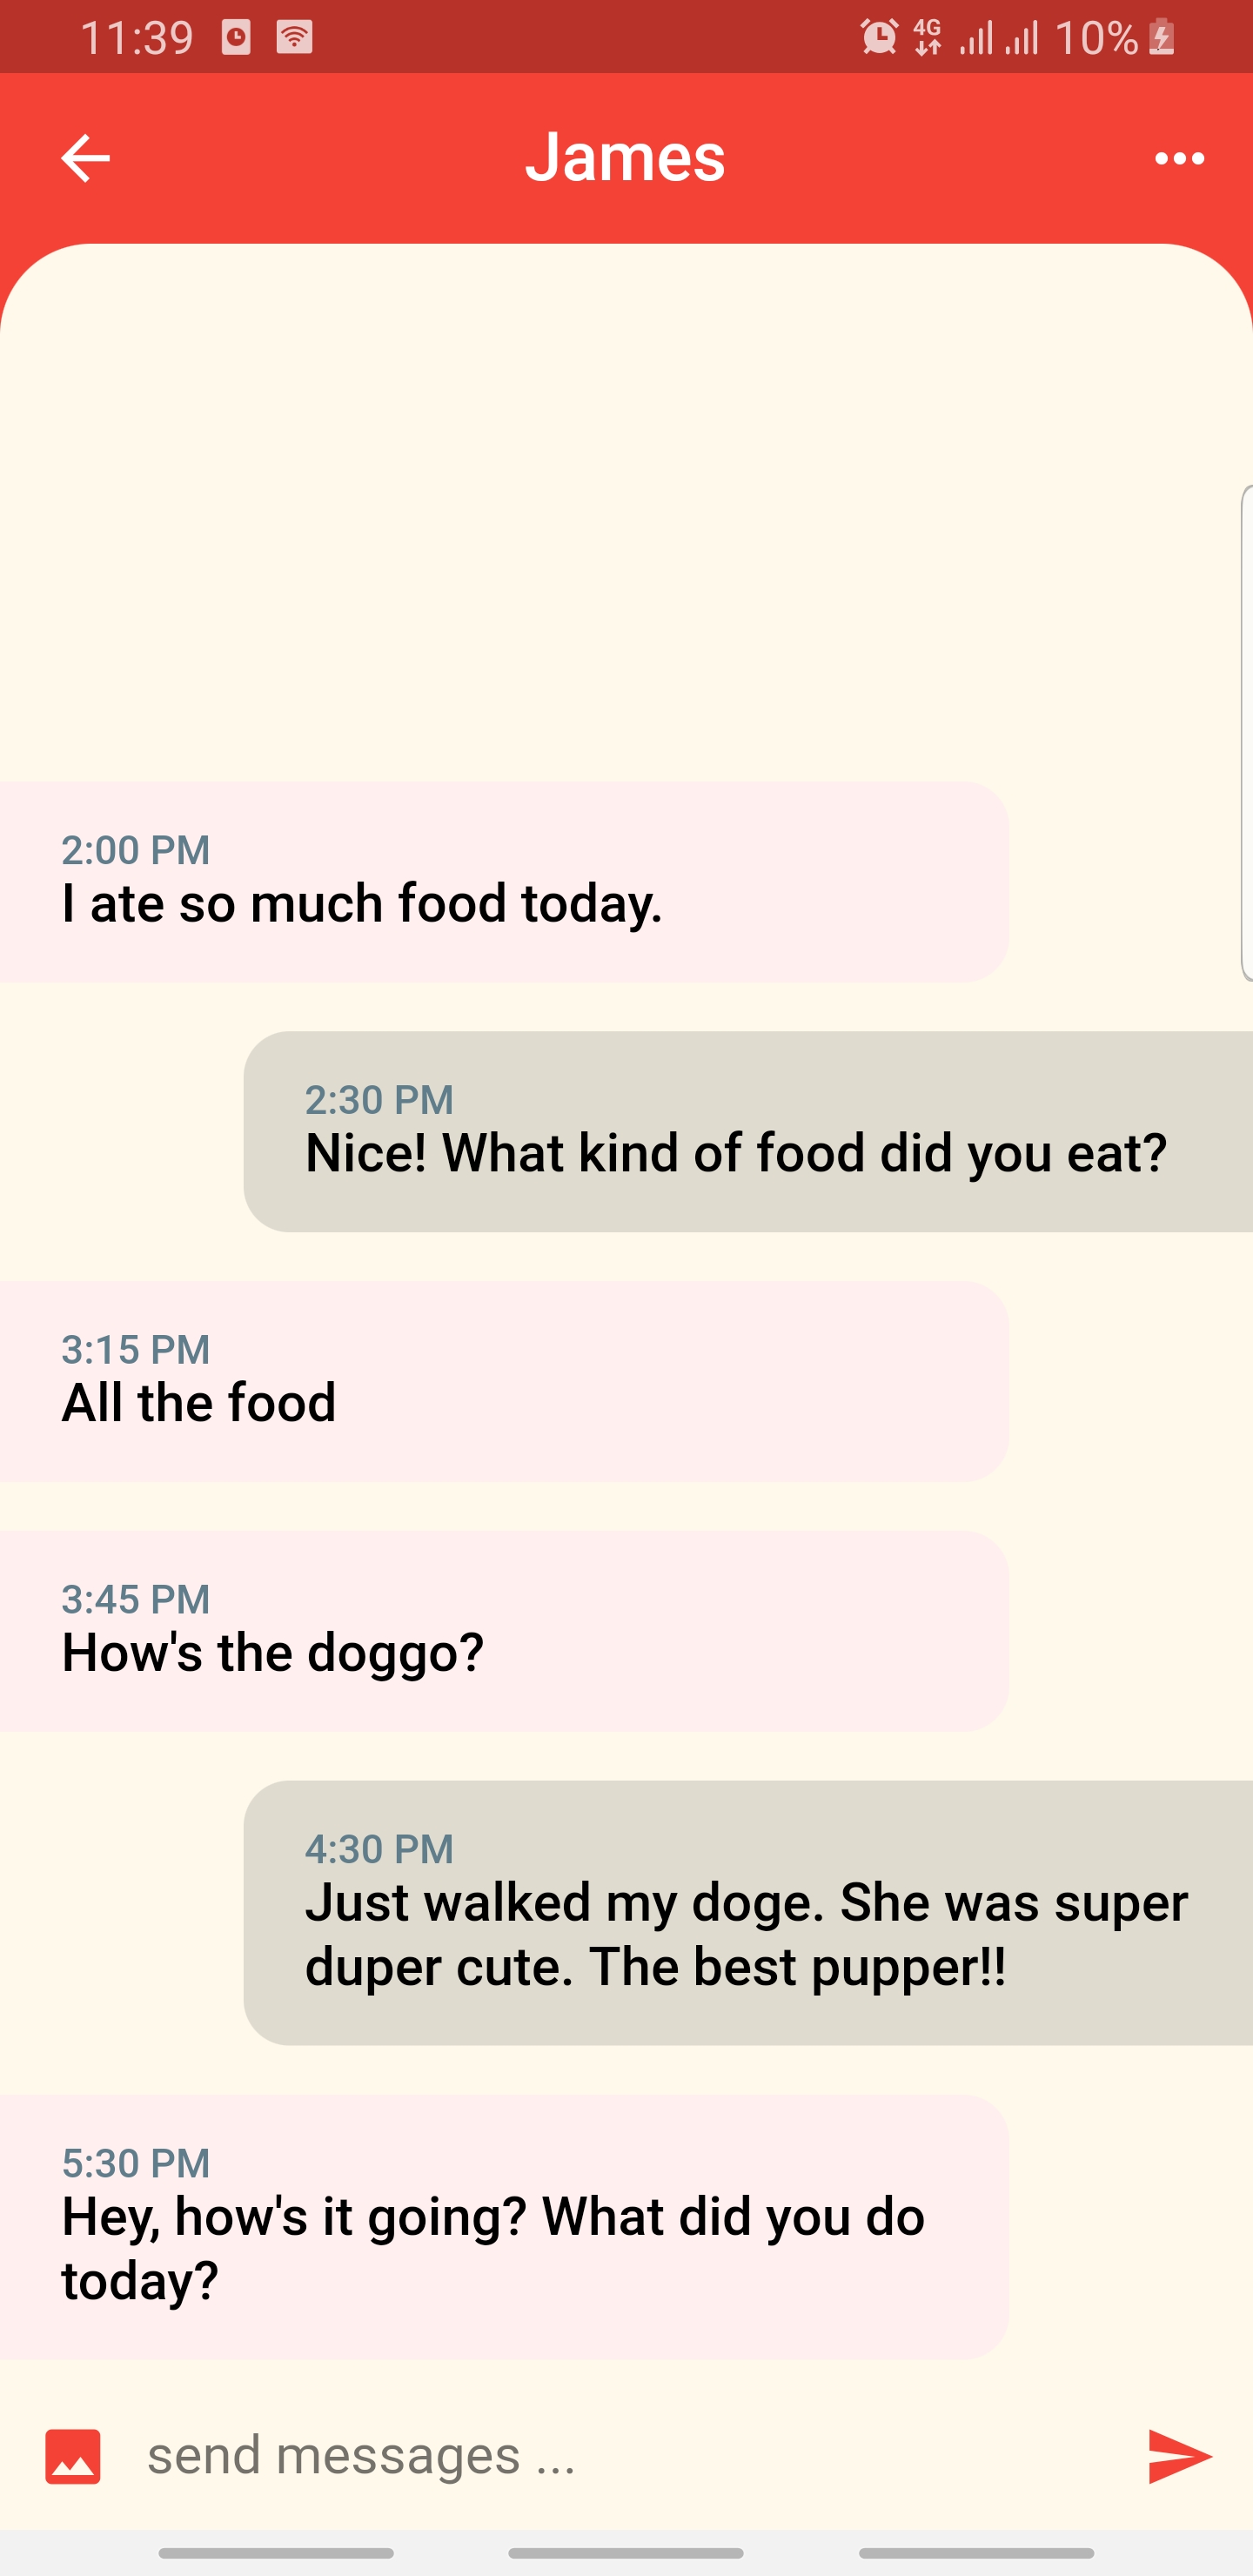 11:39
4G
10%
James
2:00 PM
I ate so much food today.
2:30 PM
Nice! What kind of food did you eat?
3:15 PM
All the food
3:45 PM
How's the doggo?
4:30 PM
Just walked my doge. She was super
duper cute. The best pupper!!
5:30 PM
Hey, how's it going? What did you do
today?
send messages ...